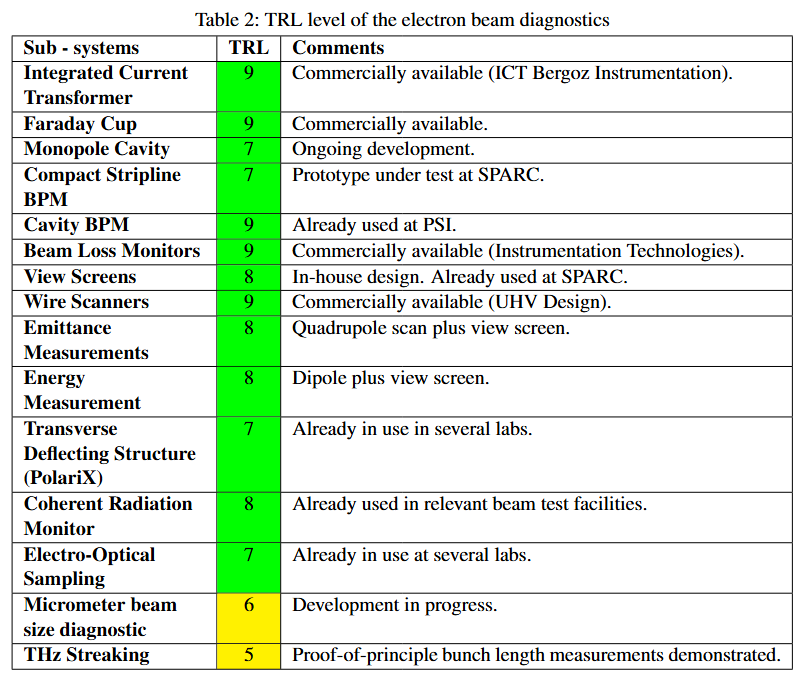 Table 2: TRL level of the electron beam diagnostics
Sub - systems TRL Comments
Integrated Current 9 Commercially available (ICT Bergoz Instrumentation).
Transformer
Faraday Cup 9 Commercially available.
Monopole Cavity 7 Ongoing development.
Compact Stripline 7 Prototype under test at SPARC.
BPM
Cavity BPM 9 Already used at PSI.
Beam Loss Monitors 9 Commercially available (Instrumentation Technologies).
View Screens 8 In-house design. Already used at SPARC.
Wire Scanners 9 Commercially available (UHV Design).
Emittance 8 Quadrupole scan plus view screen.
Measurements
Energy 8 Dipole plus view screen.
Measurement
Transverse 7 Already in use in several labs.
Deflecting Structure
(PolariX)
Coherent Radiation 8 Already used in relevant beam test facilities.
Monitor
Electro-Optical 7 Already in use at several labs.
Sampling
Micrometer beam 6 Development in progress.
size diagnostic
THz Streaking 5 Proof-of-principle bunch length measurements demonstrated.